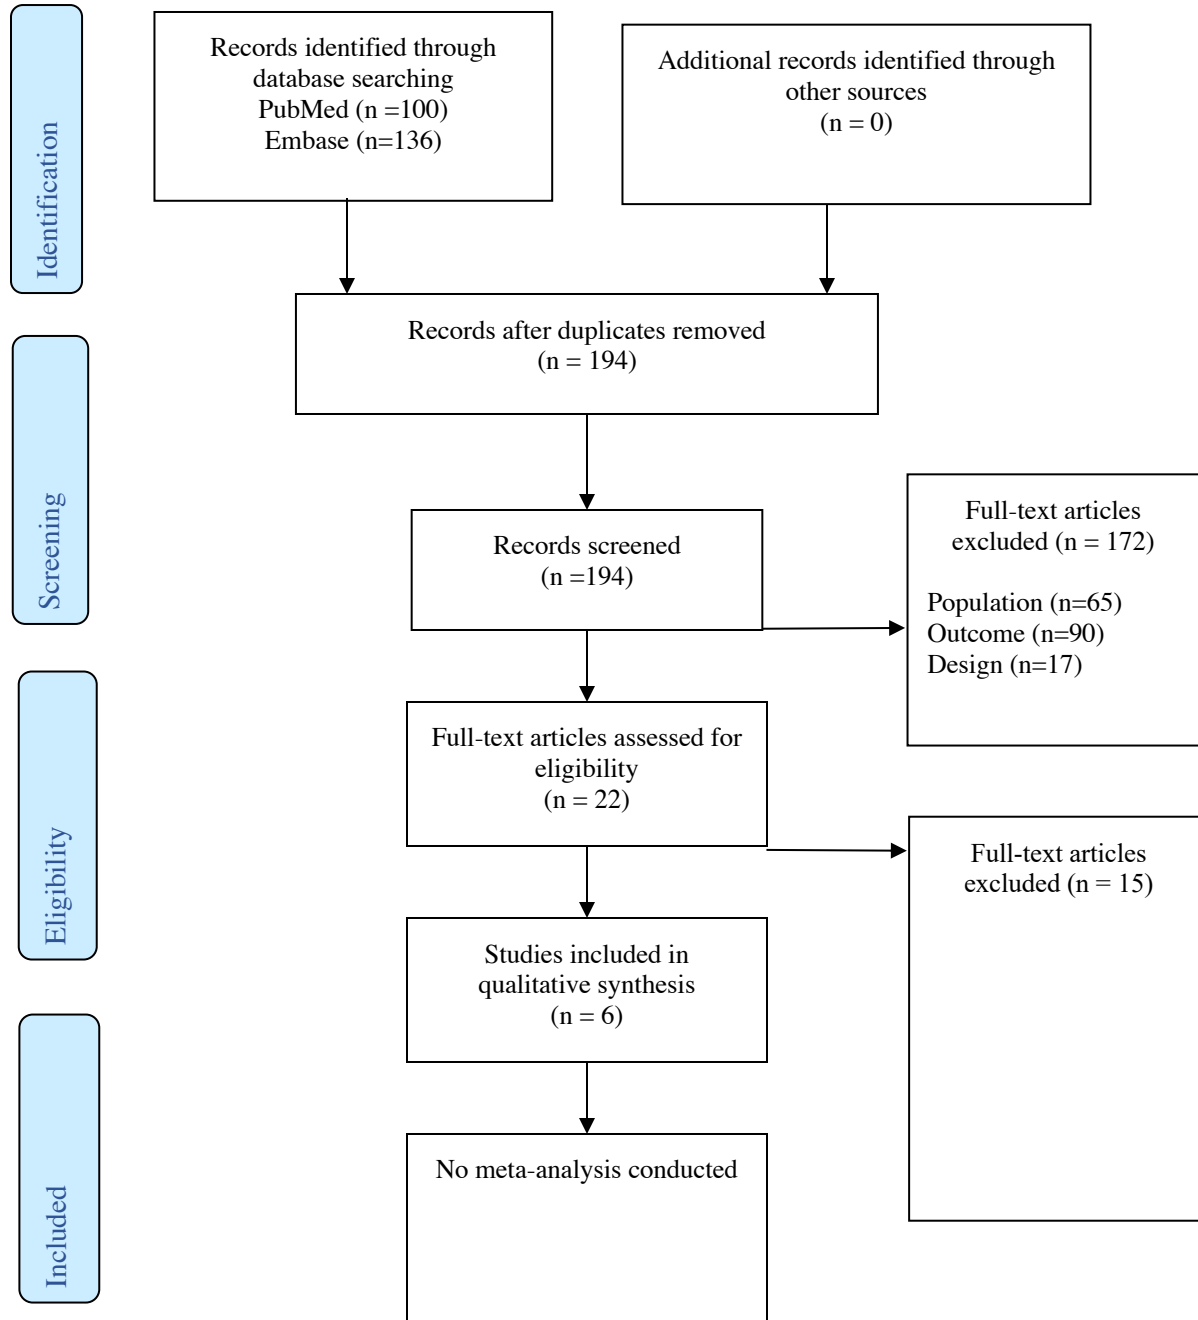 Identification
Records identified through
database searching
PubMed (n =100)
Embase (n=136)
Additional records identified through
other sources
(n = 0)
Records after duplicates removed
(n = 194)
Screening
Records screened
(n =194)
Full-text articles
excluded (n = 172)
Population (n=65)
Outcome (n=90)
Design (n=17)
Eligibility
Full-text articles assessed for
eligibility
(n = 22)
Full-text articles
excluded (n = 15)
Studies included in
qualitative synthesis
(n = 6)
Included
No meta-analysis conducted